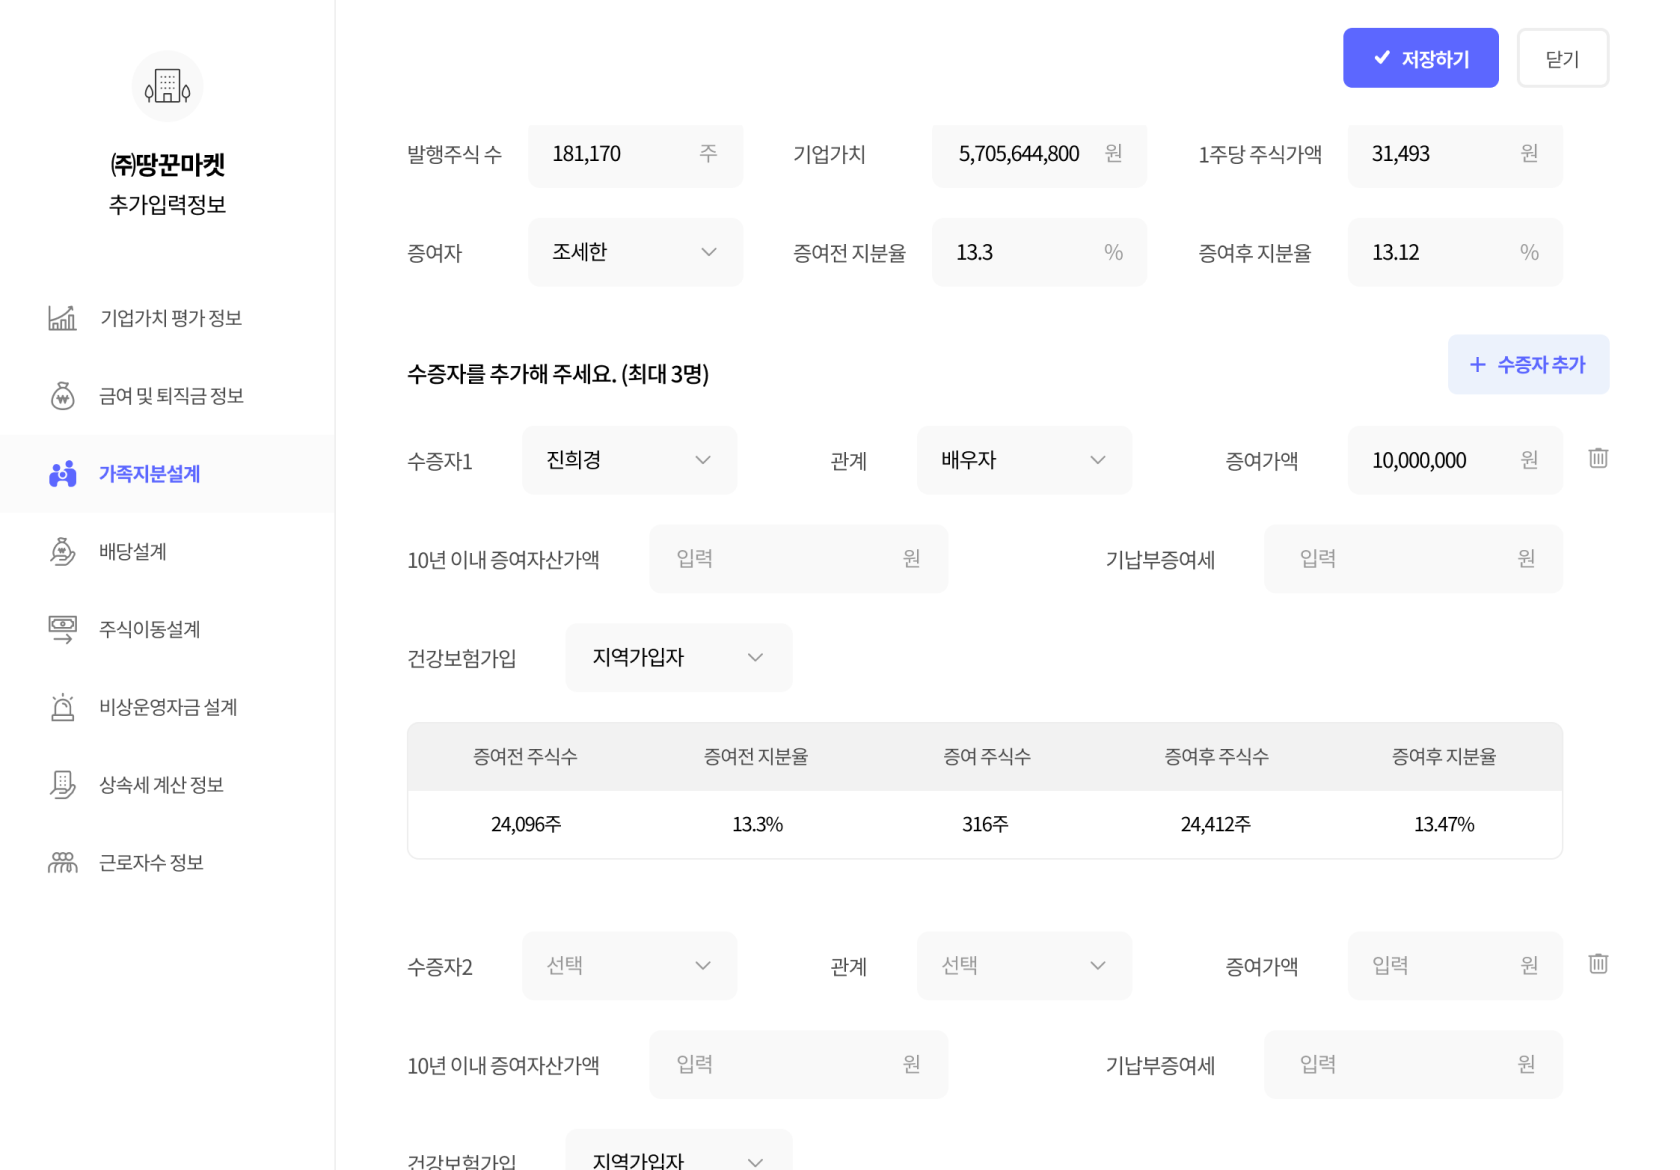 ㈜땅꾼마켓
추가입력정보
기업가치 평가 정보
금여 및 퇴직금 정보
가족지분설계
배당설계
주식이동설계
비상운영자금 설계
상속세 계산 정보
근로자수 정보
저장하기
닫기
발행주식 수 181,170 주 기업가치 5,705,644,800 원 1주당 주식가액 31,493 원
증여자 조세한 증여전 지분율 13.3 % 증여후 지분율 13.12 %
수증자를 추가해 주세요. (최대 3명)
+ 수증자 추가
수증자1 진희경 관계 배우자 증여가액 10,000,000 원
10년 이내 증여자산가액 입력 원 기납부증여세 입력 원
건강보험가입 지역가입자
증여전 주식수 증여전 지분율 증여 주식수 증여후 주식수 증여후 지분율
24,096주 13.3% 316주 24,412주 13.47%
수증자2 선택 관계 선택 증여가액 입력 원
10년 이내 증여자산가액 입력 원 기납부증여세 입력 원
건강보험가입 지역가입자